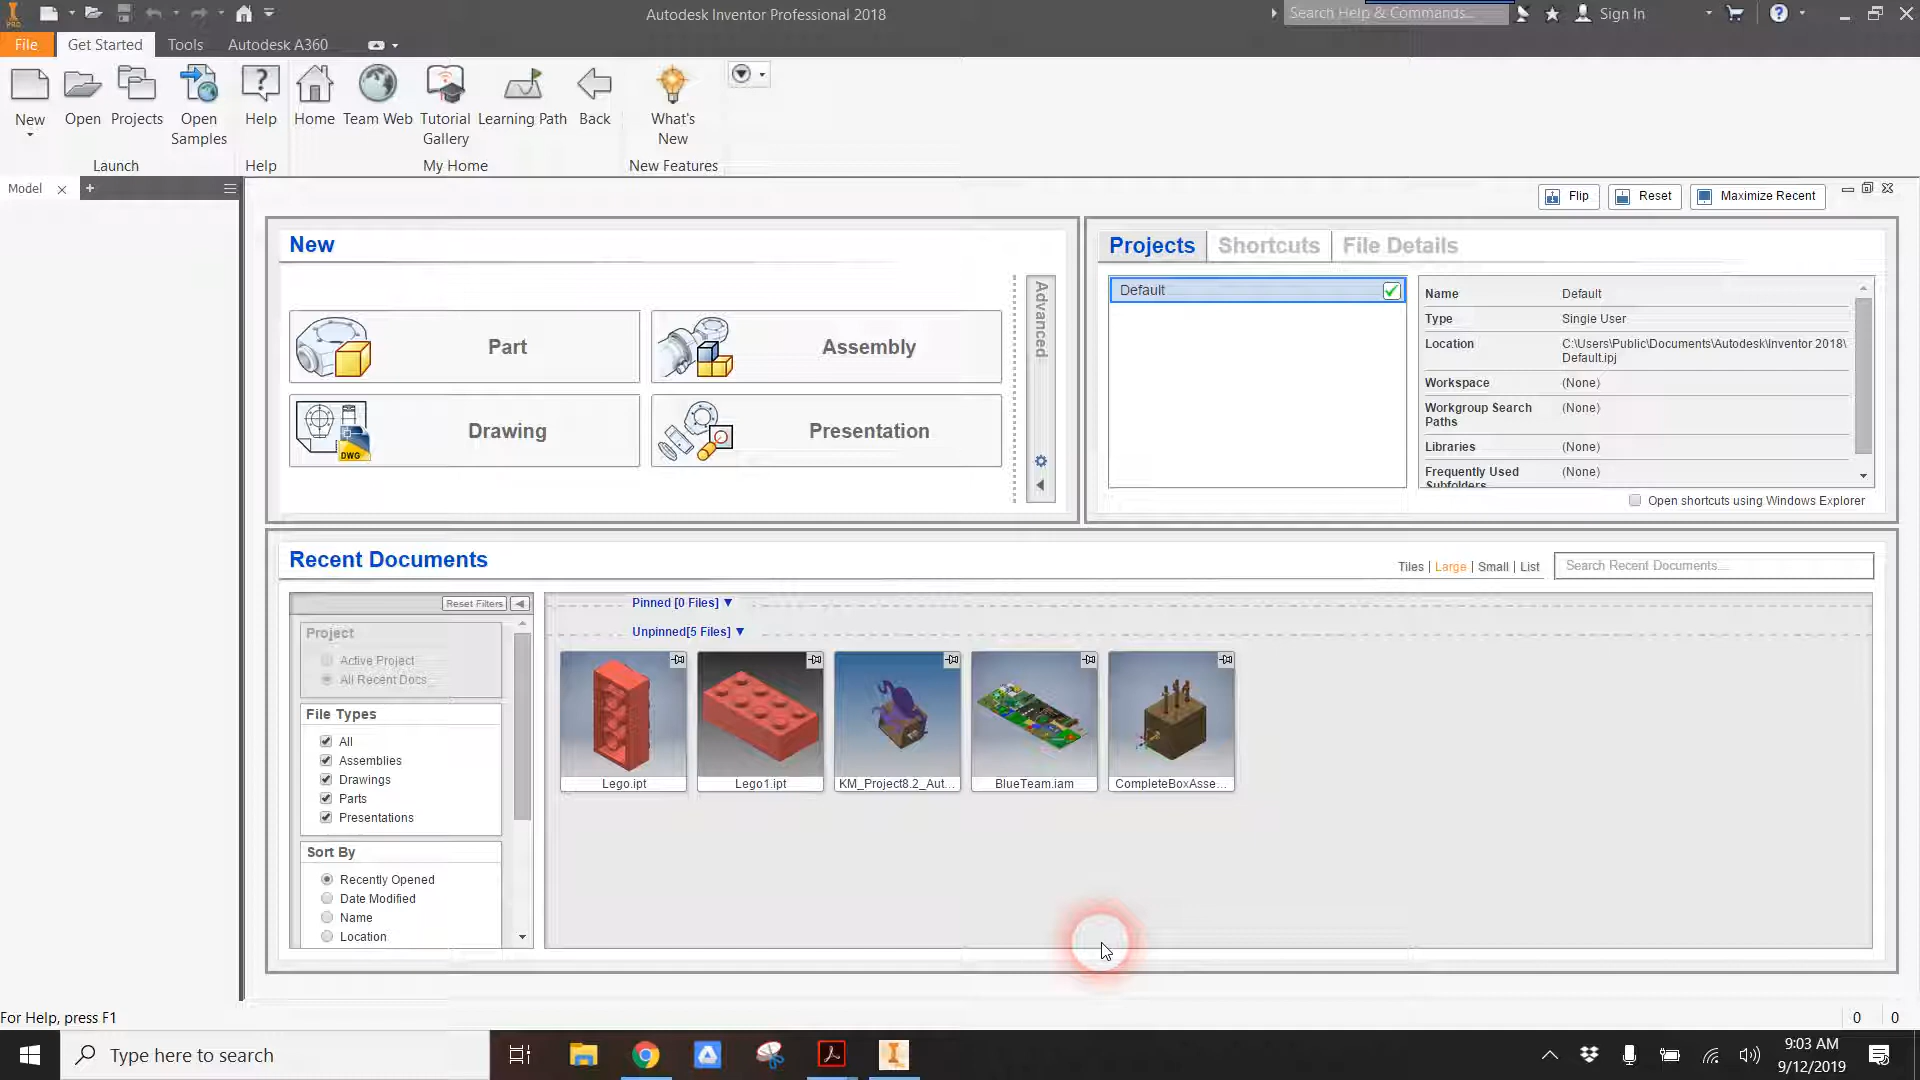 PRO
Autodesk Inventor Professional 2018
Search Help & Commands...
Sign In
File
Get Started
Tools
Autodesk A360
New
Open
Projects
Open Samples
Help
Home
Team Web
Tutorial Gallery
Learning Path
Back
What's New
Launch
Help
My Home
New Features
Model
Flip
Reset
Maximize Recent
New
Part
Assembly
Drawing
DWG
Presentation
Advanced
Projects
Shortcuts
File Details
Default
Name Default
Type Single User
Location C:\Users\Public\Documents\Autodesk\Inventor 2018\
Default.ipj
Workspace (None)
Workgroup Search (None)
Paths
Libraries (None)
Frequently Used (None)
Subfolders
Open shortcuts using Windows Explorer
Recent Documents
Tiles | Large | Small | List
Search Recent Documents...
Reset Filters
Project
Active Project
All Recent Docs
File Types
All
Assemblies
Drawings
Parts
Presentations
Sort By
Recently Opened
Date Modified
Name
Location
Pinned [0 Files]
Unpinned[5 Files]
Lego.ipt
Lego1.ipt
KM_Project8.2_Aut...
BlueTeam.iam
CompleteBoxAsse...
For Help, press F1
0 0
Type here to search
9:03 AM
9/12/2019